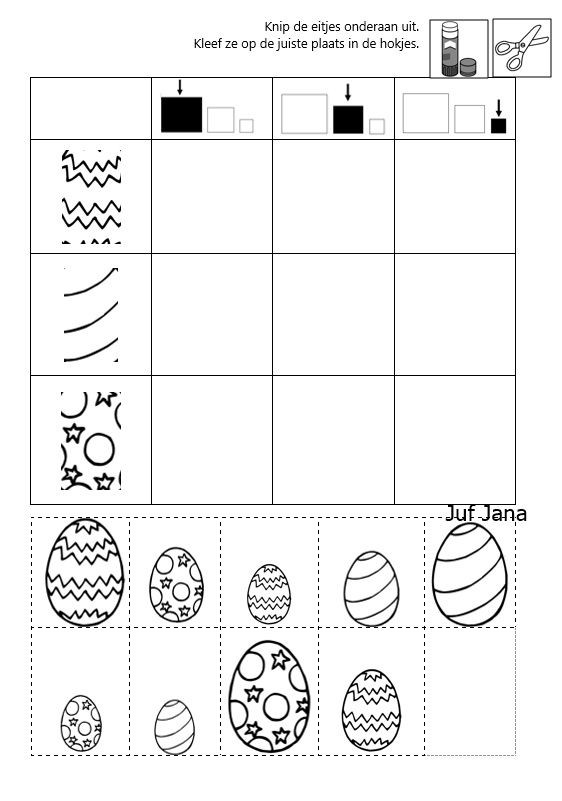 Knip de eitjes onderaan uit.
Kleef ze op de juiste plaats in de hokjes.
Juf Jana